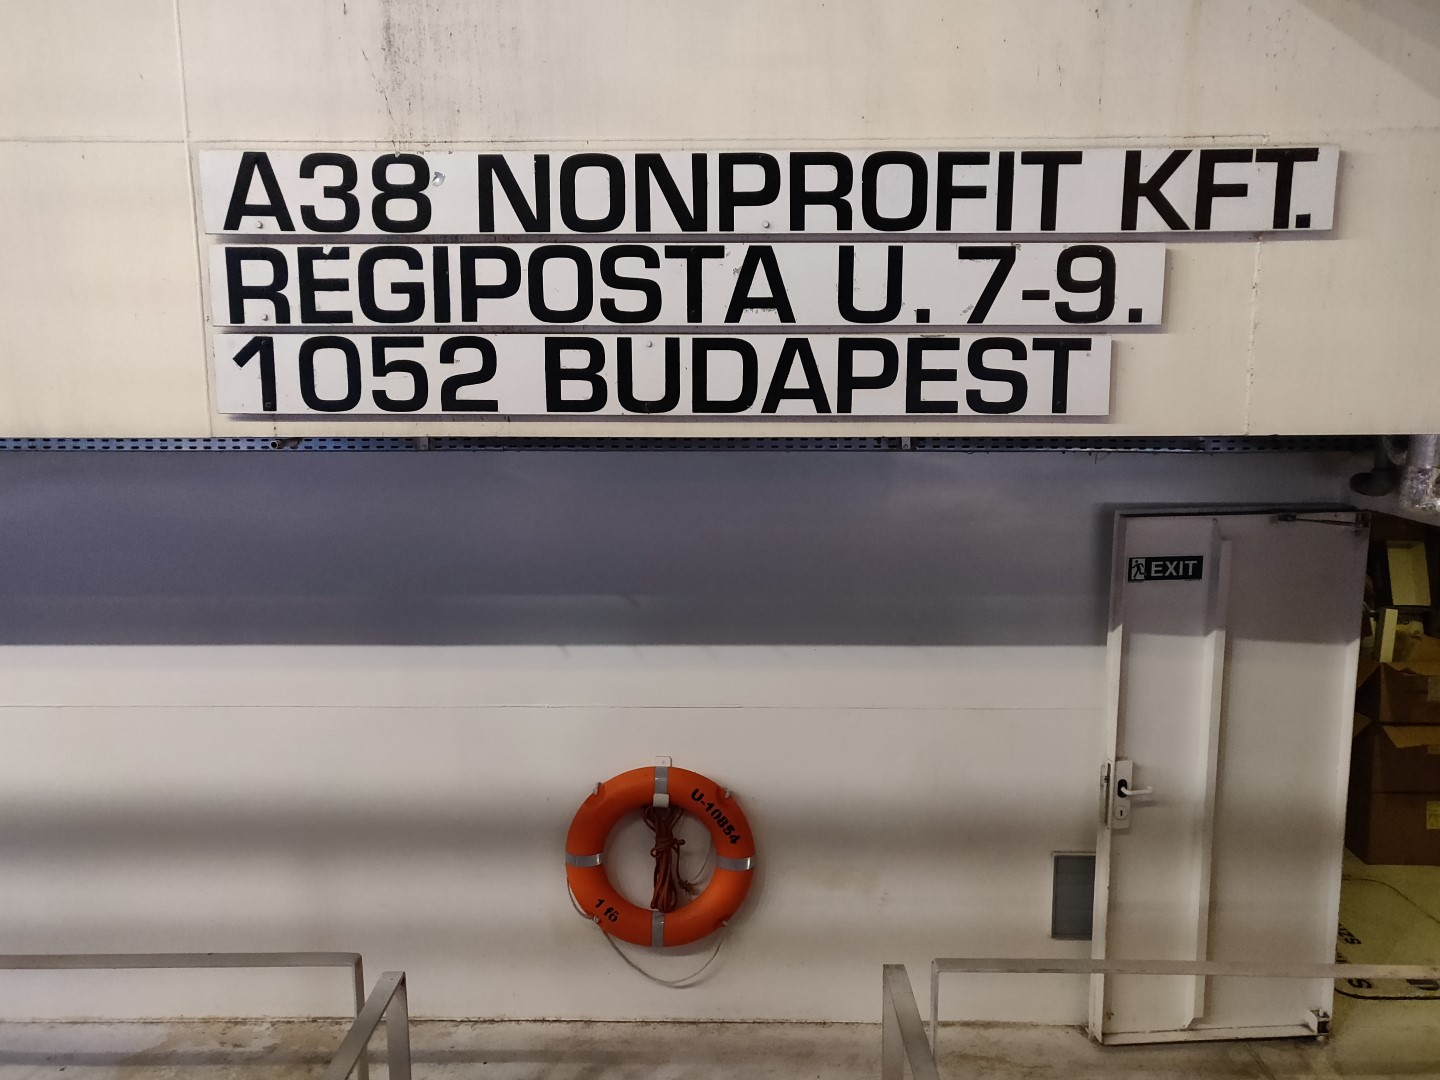 A38 NONPROFIT KFT.
RÉGIPOSTA U. 7-9.
1052 BUDAPEST
EXIT
U-10854
1 fő